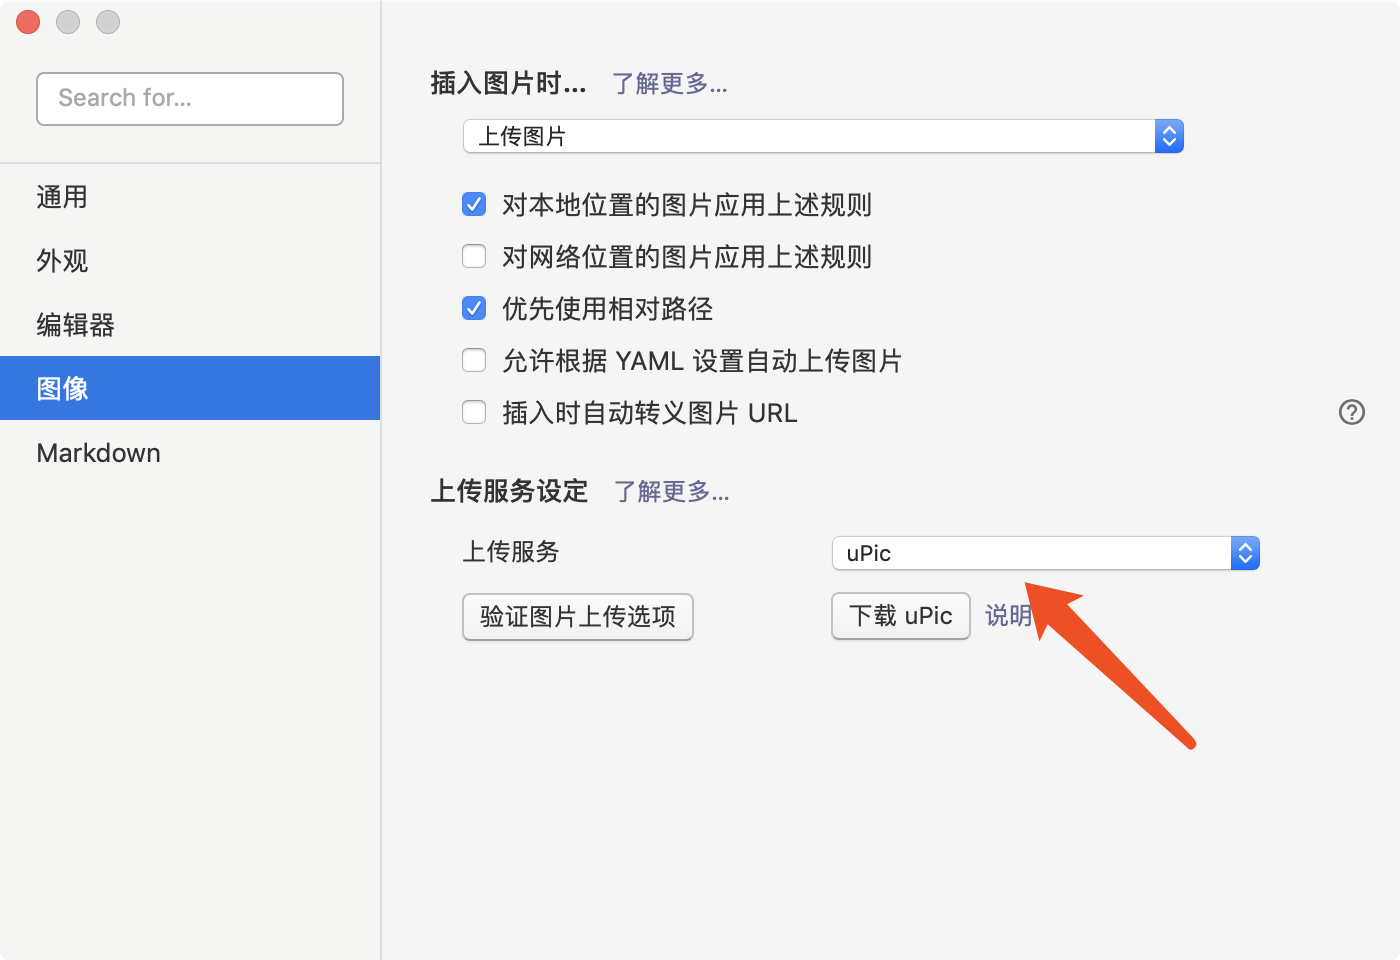 Search for...
通用
外观
编辑器
图像
Markdown
插入图片时... 了解更多...
上传图片
对本地位置的图片应用上述规则
对网络位置的图片应用上述规则
优先使用相对路径
允许根据 YAML 设置自动上传图片
插入时自动转义图片 URL
?
上传服务设定 了解更多...
上传服务 uPic
验证图片上传选项 下载 uPic 说明